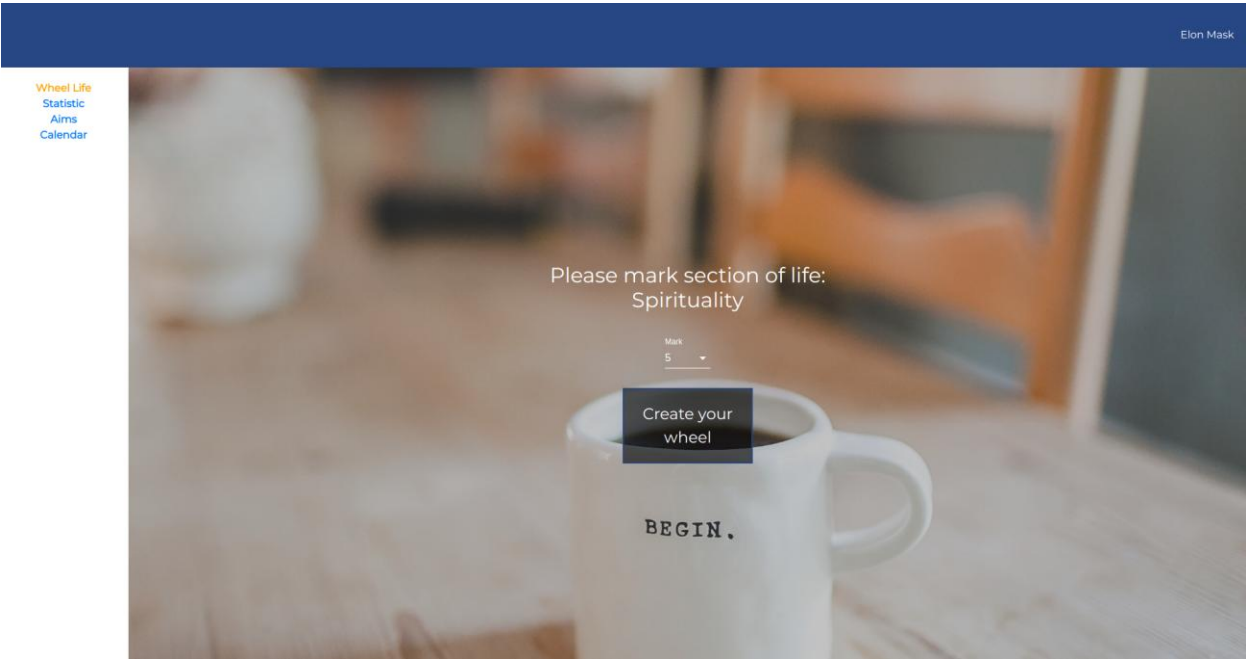 Elon Mask
Wheel Life
Statistic
Aims
Calendar
Please mark section of life:
Spirituality
Mark
5
Create your
wheel
BEGIN.